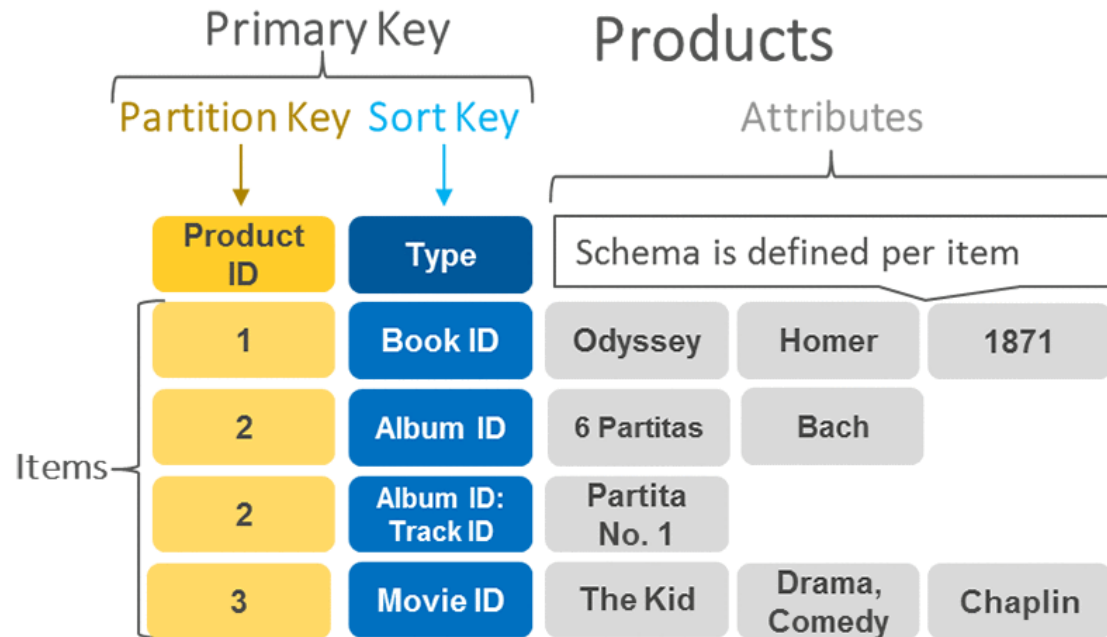 Primary Key
Products
Partition Key
Sort Key
Attributes
Product
ID
Type
Schema is defined per item
Items
1
Book ID
Odyssey
Homer
1871
2
Album ID
6 Partitas
Bach
2
Album ID:
Track ID
Partita
No. 1
3
Movie ID
The Kid
Drama,
Comedy
Chaplin